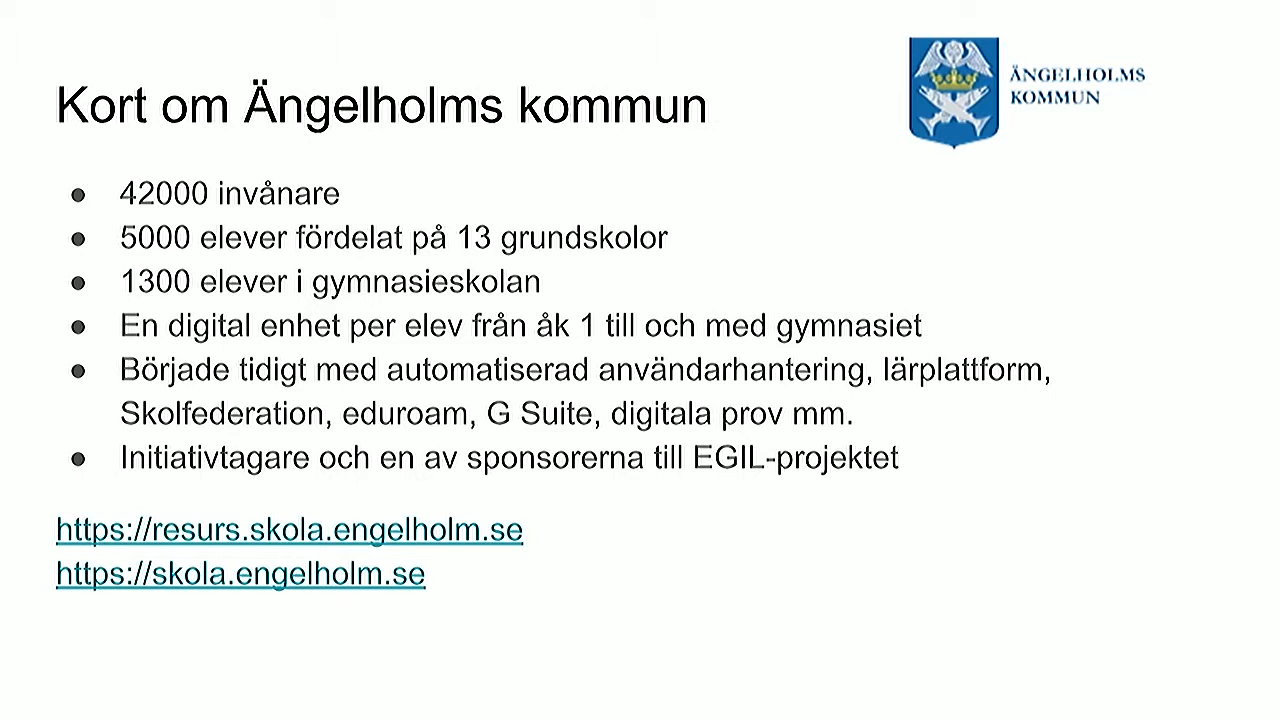 Kort om Ängelholms kommun
ÄNGELHOLMS
KOMMUN
● 42000 invånare
● 5000 elever fördelat på 13 grundskolor
● 1300 elever i gymnasieskolan
● En digital enhet per elev från åk 1 till och med gymnasiet
● Började tidigt med automatiserad användarhantering, lärplattform,
Skolfederation, eduroam, G Suite, digitala prov mm.
● Initiativtagare och en av sponsorerna till EGIL-projektet
https://resurs.skola.engelholm.se
https://skola.engelholm.se